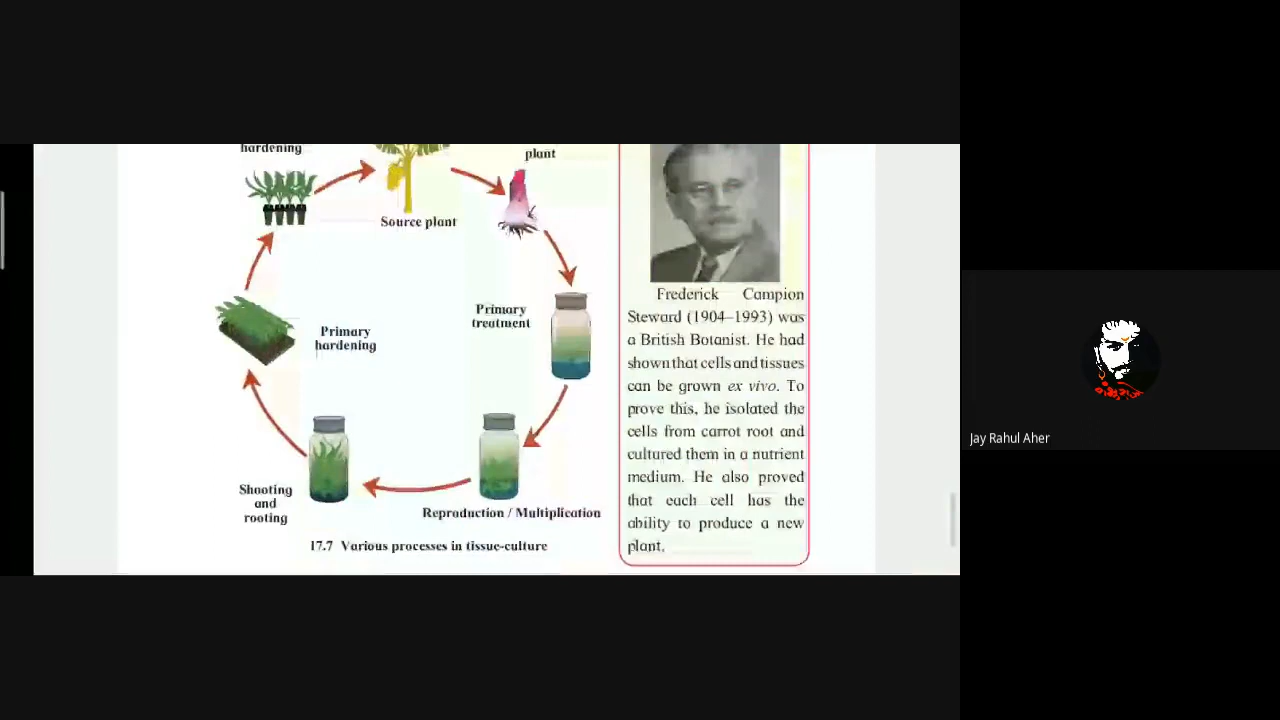 hardening
plant
Source plant
Primary
treatment
Primary
hardening
Shooting
and
rooting
Reproduction / Multiplication
17.7 Various processes in tissue-culture
Frederick Campion
Steward (1904–1993) was
a British Botanist. He had
shown that cells and tissues
can be grown ex vivo. To
prove this, he isolated the
cells from carrot root and
cultured them in a nutrient
medium. He also proved
that each cell has the
ability to produce a new
plant.
Jay Rahul Aher